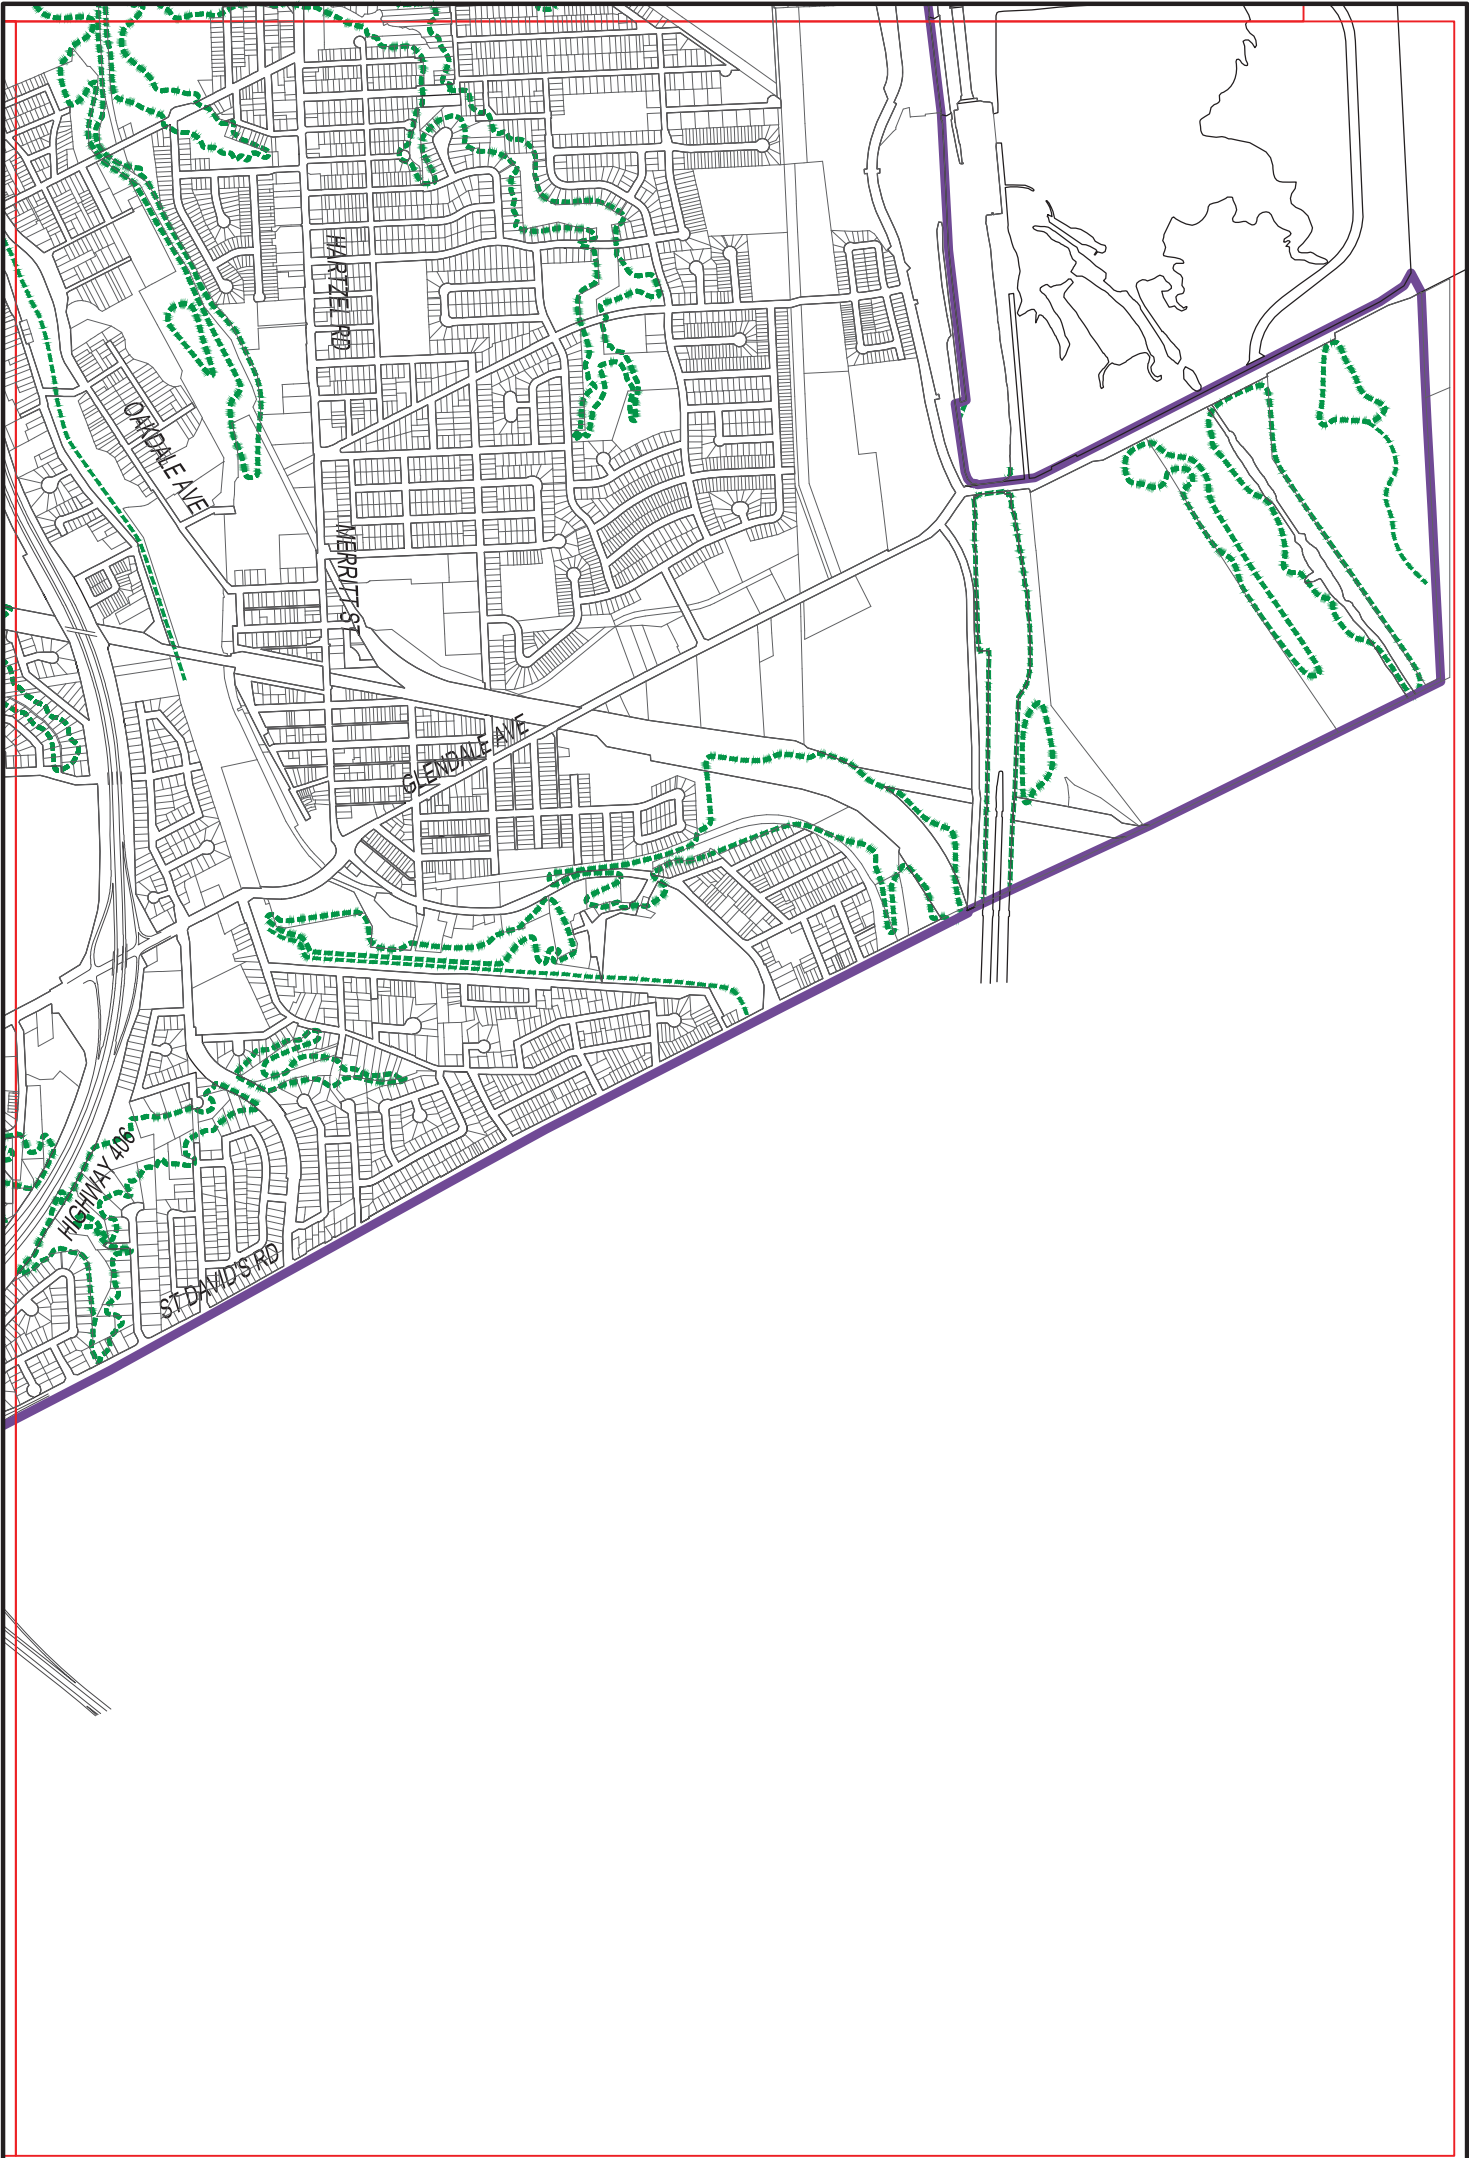 HARTZEL RD
OAKDALE AVE
MERRITT ST
GLENDALE AVE
HIGHWAY 406
ST DAVID'S RD